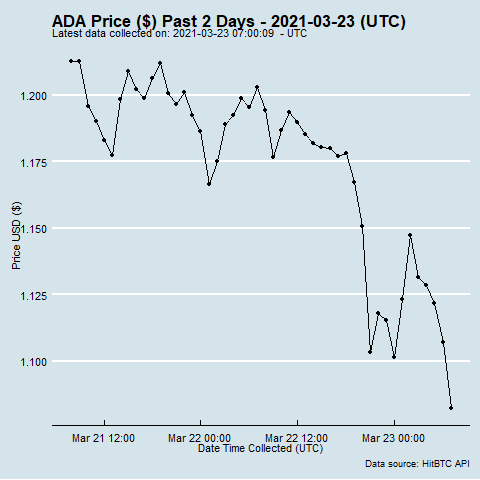 ADA Price ($) Past 2 Days - 2021-03-23 (UTC)
Latest data collected on: 2021-03-23 07:00:09 - UTC
1.200
1.175
1.150
1.125
1.100
Price USD ($)
Mar 21 12:00 Mar 22 00:00 Mar 22 12:00 Mar 23 00:00
Date Time Collected (UTC)
Data source: HitBTC API